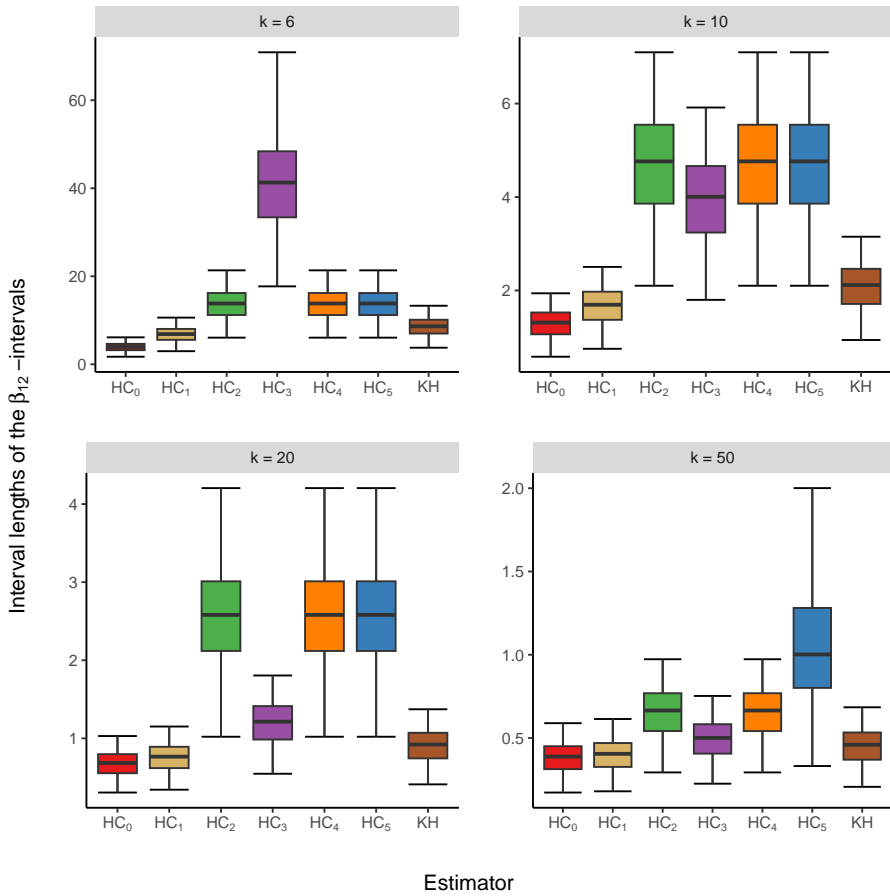 k = 6
k = 10
60
40
20
0
6
4
2
HC₀ HC₁ HC₂ HC₃ HC₄ HC₅ KH
HC₀ HC₁ HC₂ HC₃ HC₄ HC₅ KH
Interval lengths of the β₁₂ −intervals
k = 20
k = 50
4
3
2
1
2.0
1.5
1.0
0.5
HC₀ HC₁ HC₂ HC₃ HC₄ HC₅ KH
HC₀ HC₁ HC₂ HC₃ HC₄ HC₅ KH
Estimator